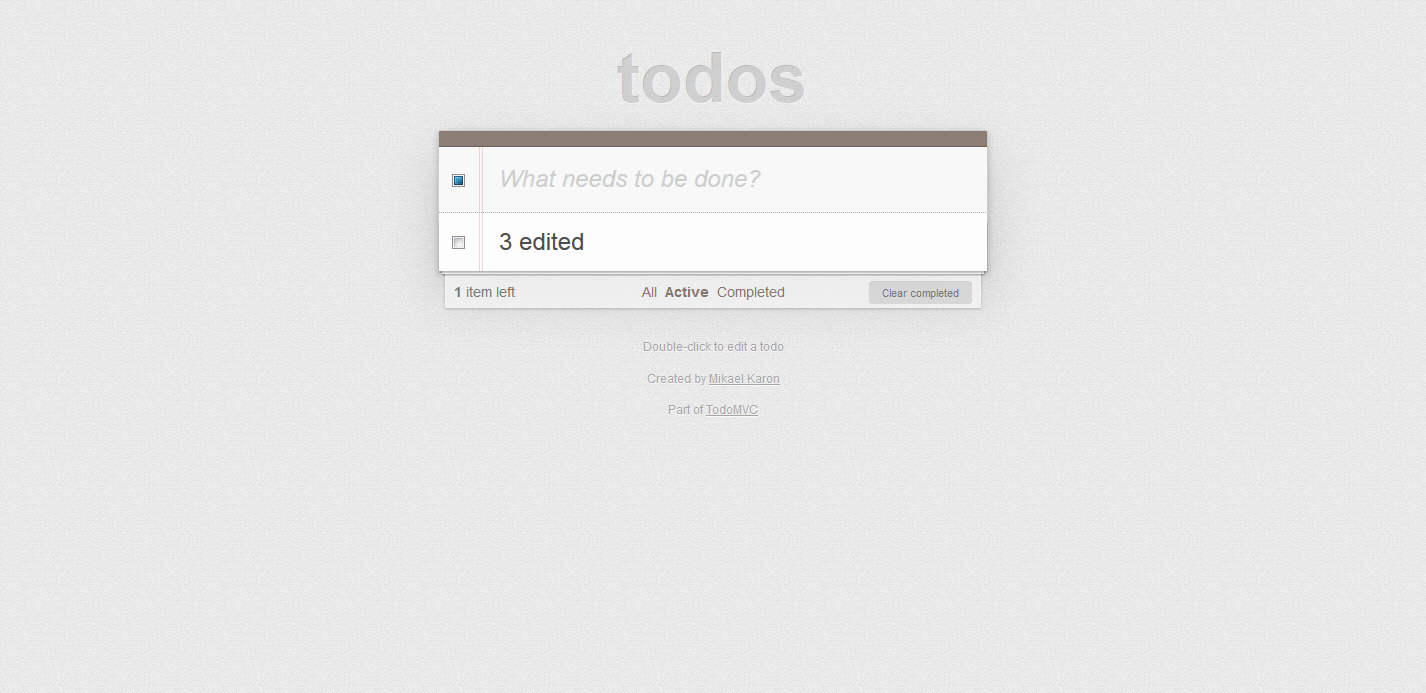 todos
What needs to be done?
3 edited
1 item left All Active Completed Clear completed
Double-click to edit a todo
Created by Mikael Karon
Part of TodoMVC